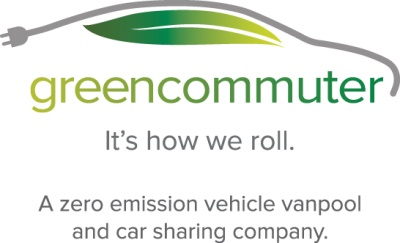 greencommuter
It's how we roll.
A zero emission vehicle vanpool
and car sharing company.